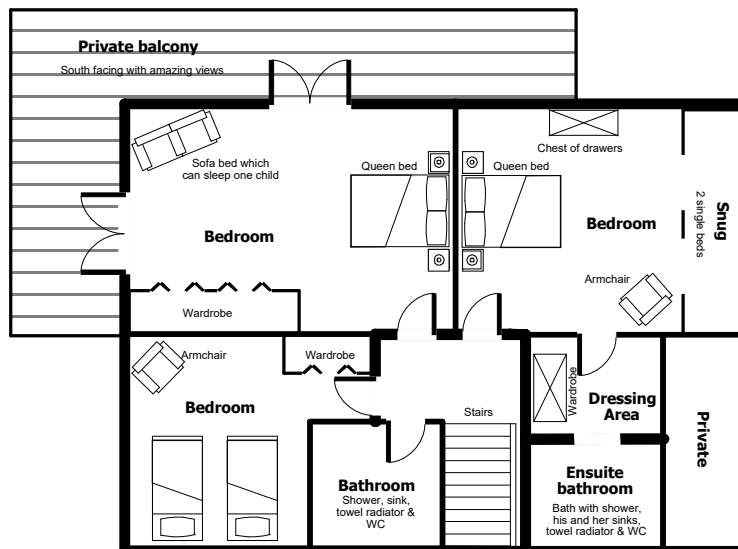 Private balcony
South facing with amazing views
Sofa bed which
can sleep one child
Queen bed
Bedroom
Wardrobe
Chest of drawers
Queen bed
Bedroom
Armchair
Snug
2 single beds
Armchair
Wardrobe
Bedroom
Stairs
Bathroom
Shower, sink,
towel radiator &
WC
Wardrobe
Dressing
Area
Ensuite
bathroom
Bath with shower,
his and her sinks,
towel radiator & WC
Private